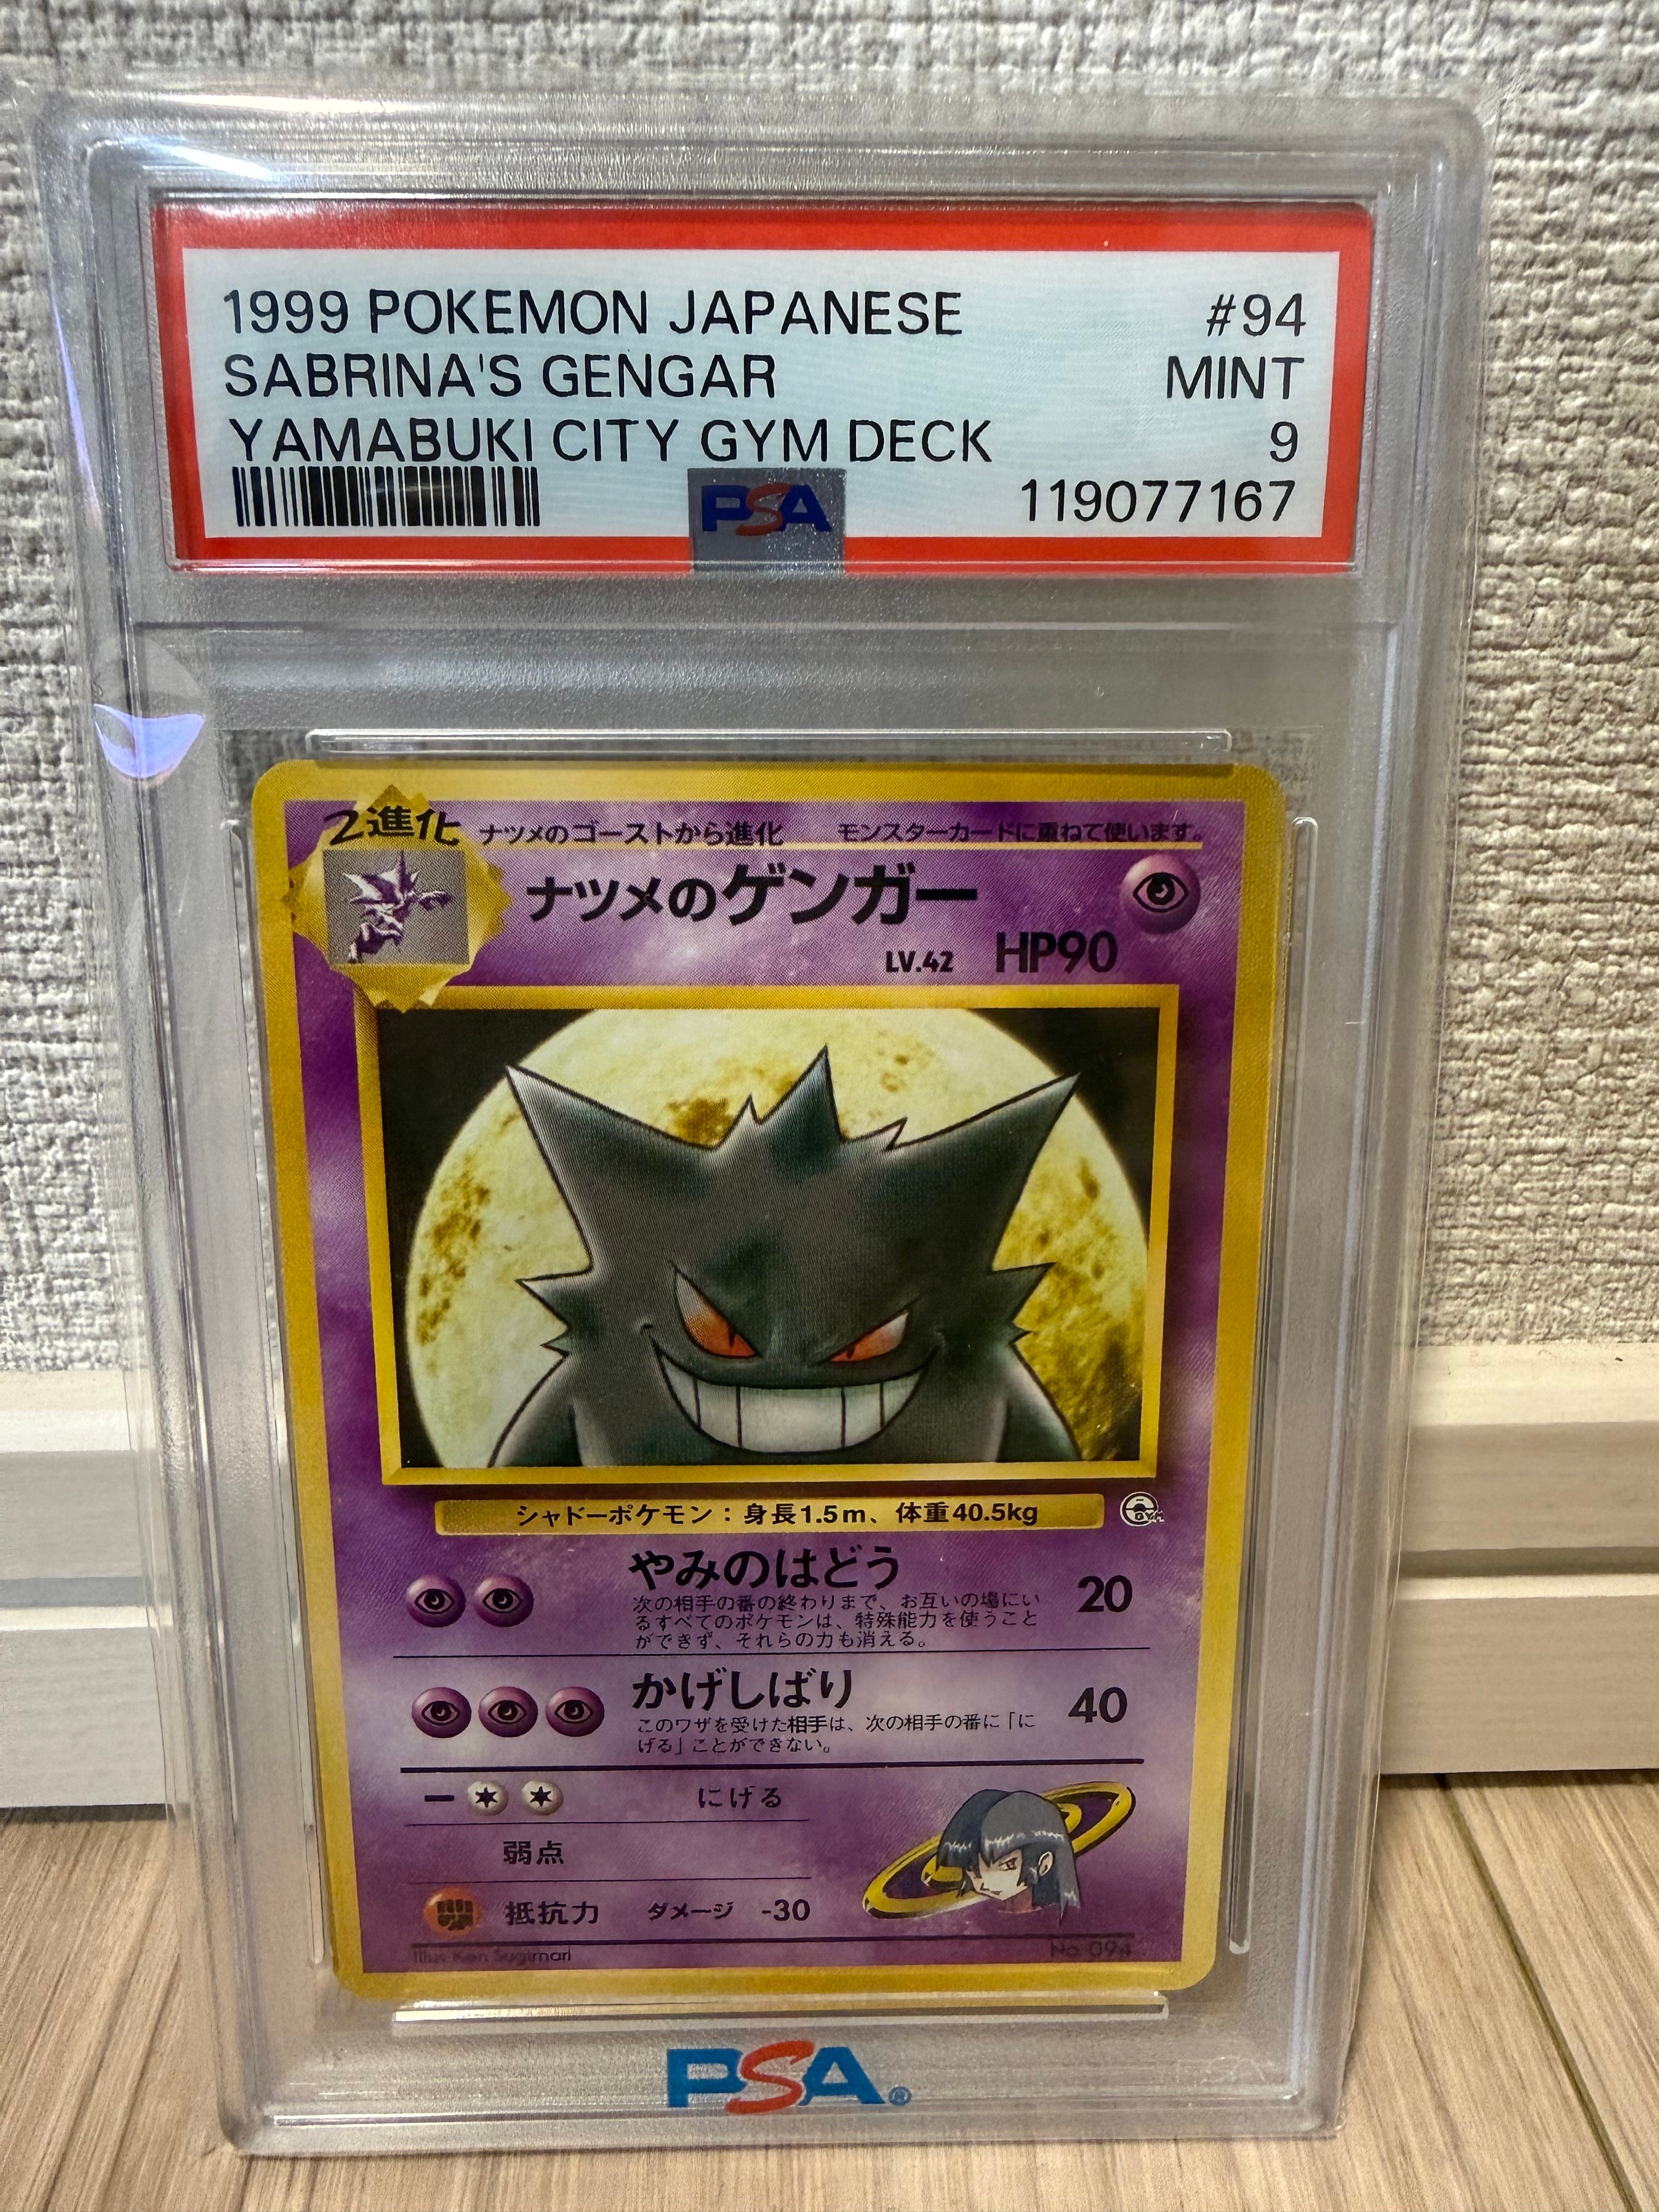 1999 POKEMON JAPANESE #94
SABRINA'S GENGAR MINT
YAMABUKI CITY GYM DECK 9
PSA 119077167
2進化 ナツメのゴーストから進化 モンスターカードに重ねて使います。
ナツメのゲンガー
LV.42 HP90
シャドーポケモン：身長1.5m、体重40.5kg GYM
やみのはどう 20
次の相手の番の終わりまで、お互いの場にい
るすべてのポケモンは、特殊能力を使うこと
ができず、それらの力も消える。
かげしばり 40
このワザを受けた相手は、次の相手の番に「に
げる」ことができない。
にげる
弱点
抵抗力 ダメージ -30
Illus. Ken Sugimori No. 094
PSA®